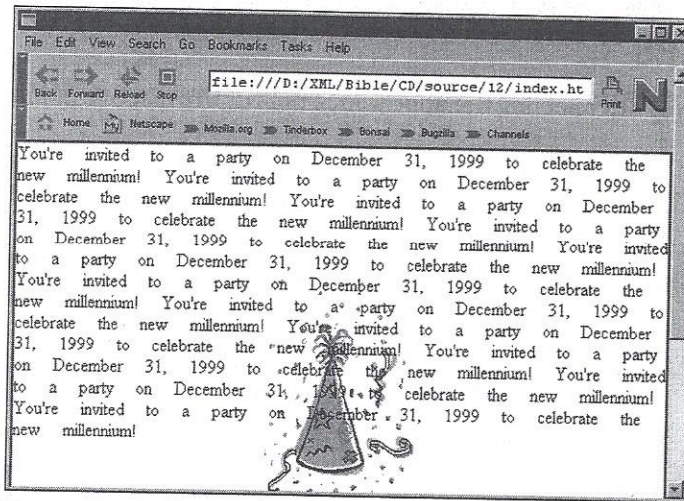 File Edit View Search Go Bookmarks Tasks Help
Back Forward Reload Stop
file:///D:/XML/Bible/CD/source/12/index.ht
Print N
Home My Netscape Mozilla.org Tinderbox Bonsai Bugzilla Channels
You're invited to a party on December 31, 1999 to celebrate the
new millennium! You're invited to a party on December 31, 1999 to
celebrate the new millennium! You're invited to a party on December
31, 1999 to celebrate the new millennium! You're invited to a party
on December 31, 1999 to celebrate the new millennium! You're invited
to a party on December 31, 1999 to celebrate the new millennium!
You're invited to a party on December 31, 1999 to celebrate the
new millennium! You're invited to a party on December 31, 1999 to
celebrate the new millennium! You're invited to a party on December
31, 1999 to celebrate the new millennium! You're invited to a party
on December 31, 1999 to celebrate the new millennium! You're invited
to a party on December 31, 1999 to celebrate the new millennium!
You're invited to a party on December 31, 1999 to celebrate the
new millennium!